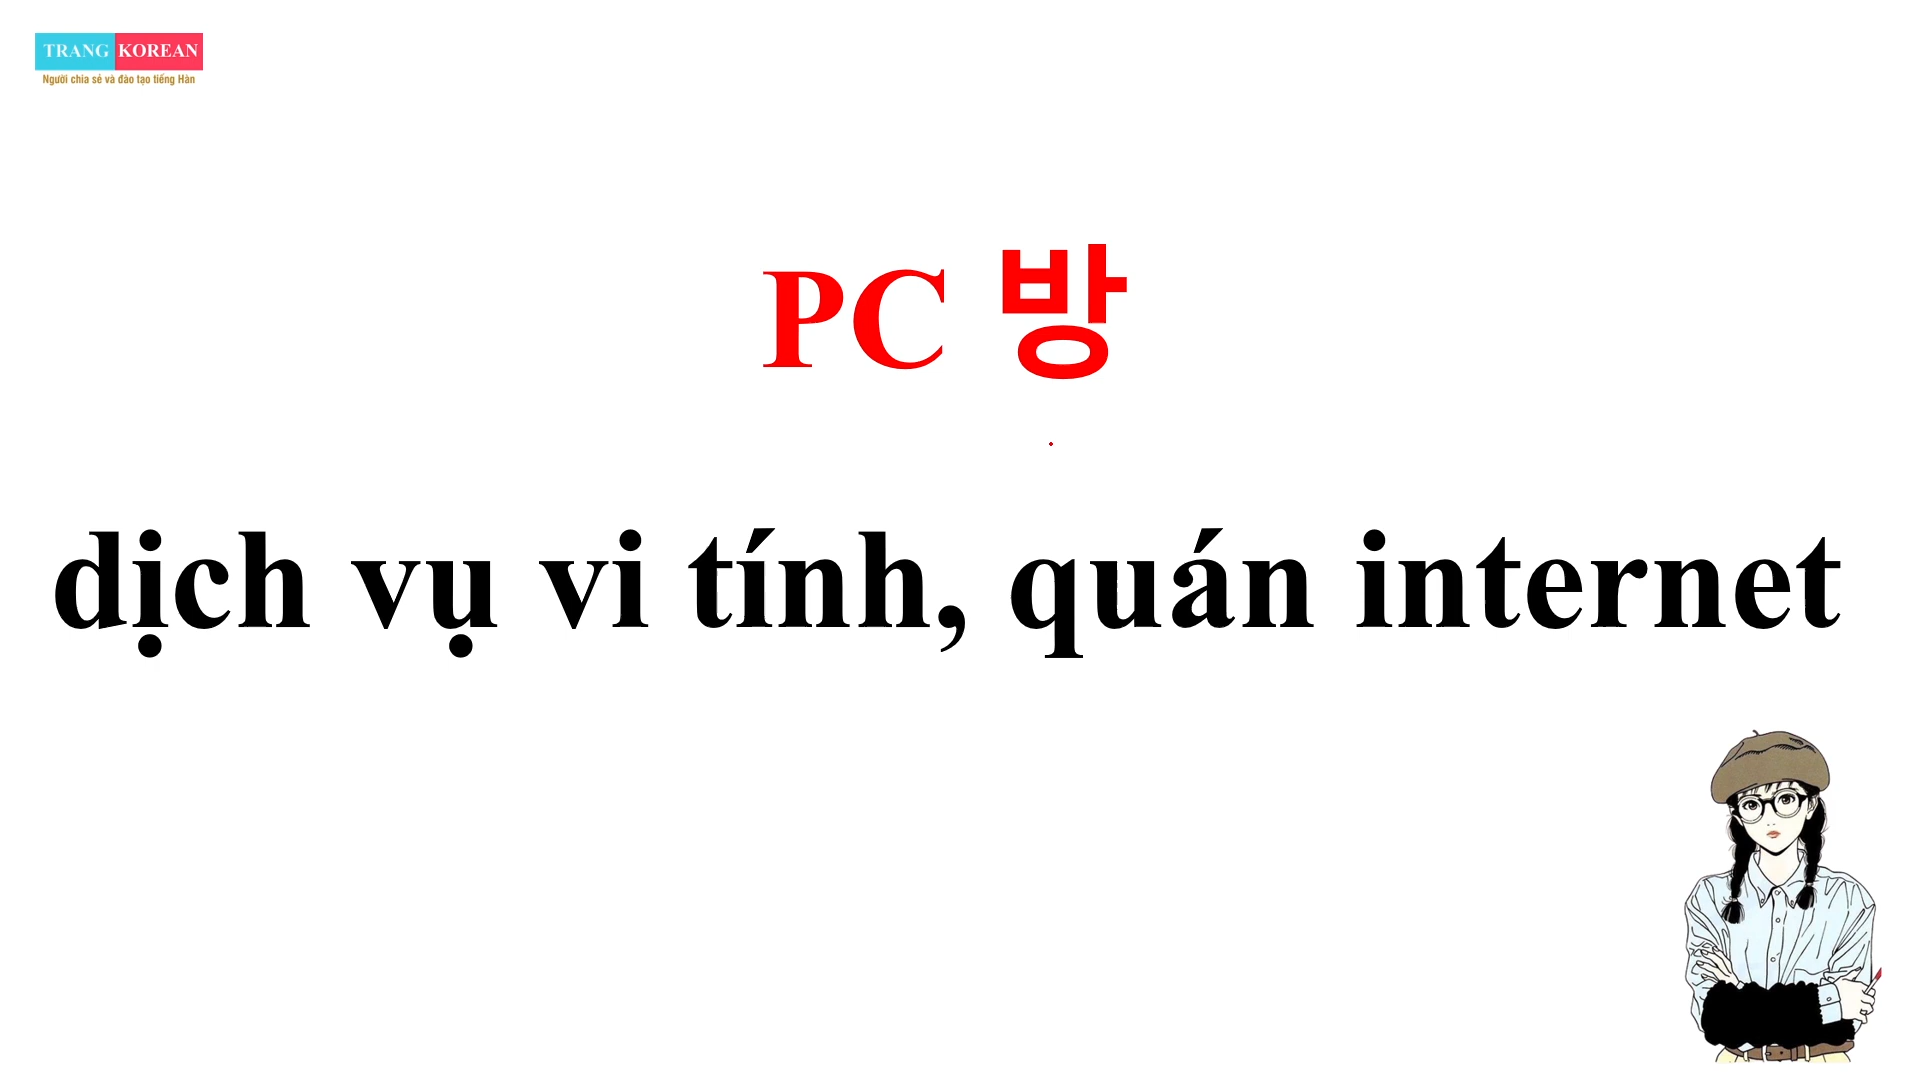 TRANG KOREAN
Người chia sẻ và đào tạo tiếng Hàn
PC 방
dịch vụ vi tính, quán internet